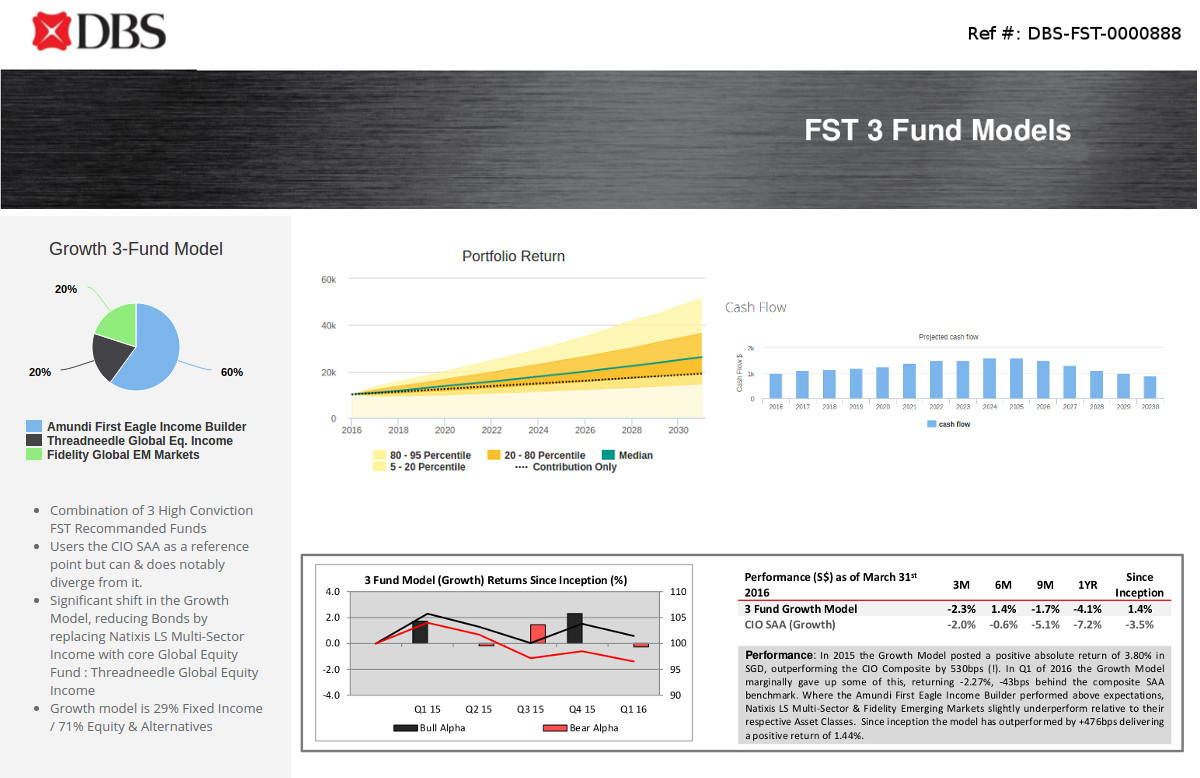 DBS
Ref #: DBS-FST-0000888
FST 3 Fund Models
Growth 3-Fund Model
20%
20%
60%
Amundi First Eagle Income Builder
Threadneedle Global Eq. Income
Fidelity Global EM Markets
Combination of 3 High Conviction
FST Recommanded Funds
Users the CIO SAA as a reference
point but can & does notably
diverge from it.
Significant shift in the Growth
Model, reducing Bonds by
replacing Natixis LS Multi-Sector
Income with core Global Equity
Fund : Threadneedle Global Equity
Income
Growth model is 29% Fixed Income
/ 71% Equity & Alternatives
Portfolio Return
60k
40k
20k
0
2016 2018 2020 2022 2024 2026 2028 2030
80 - 95 Percentile 20 - 80 Percentile Median
5 - 20 Percentile Contribution Only
Cash Flow
Projected cash flow
Cash Flow $
2k
1k
0
2016 2017 2018 2019 2020 2021 2022 2023 2024 2025 2026 2027 2028 2029 20230
cash flow
3 Fund Model (Growth) Returns Since Inception (%)
4.0 110
2.0 105
0.0 100
-2.0 95
-4.0 90
Q1 15 Q2 15 Q3 15 Q4 15 Q1 16
Bull Alpha Bear Alpha
Performance (S$) as of March 31st
2016
3M 6M 9M 1YR Since
Inception
3 Fund Growth Model -2.3% 1.4% -1.7% -4.1% 1.4%
CIO SAA (Growth) -2.0% -0.6% -5.1% -7.2% -3.5%
Performance: In 2015 the Growth Model posted a positive absolute return of 3.80% in
SGD, outperforming the CIO Composite by 530bps (!). In Q1 of 2016 the Growth Model
marginally gave up some of this, returning -2.27%, -43bps behind the composite SAA
benchmark. Where the Amundi First Eagle Income Builder performed above expectations,
Natixis LS Multi-Sector & Fidelity Emerging Markets slightly underperform relative to their
respective Asset Classes. Since inception the model has outperformed by +476bps delivering
a positive return of 1.44%.